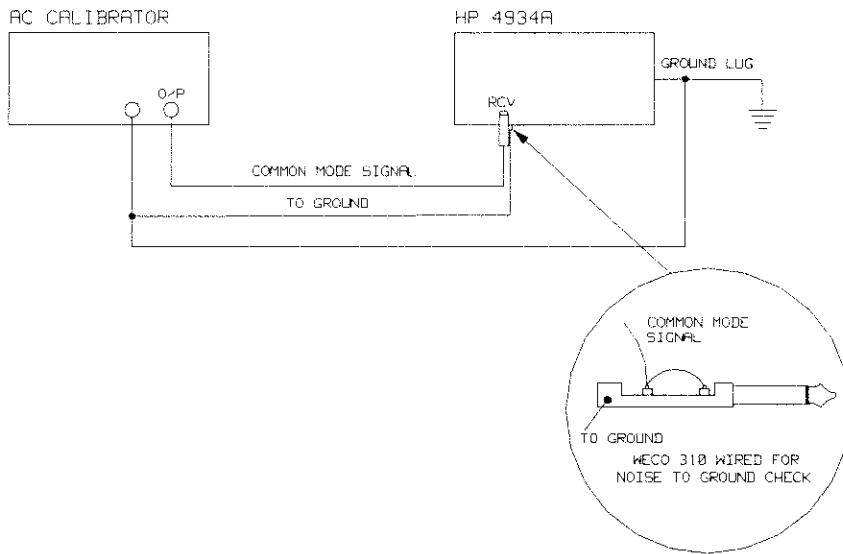 AC CALIBRATOR
HP 4934A
GROUND LUG
O/P
RCV
COMMON MODE SIGNAL
TO GROUND
COMMON MODE
SIGNAL
TO GROUND
WECO 310 WIRED FOR
NOISE TO GROUND CHECK